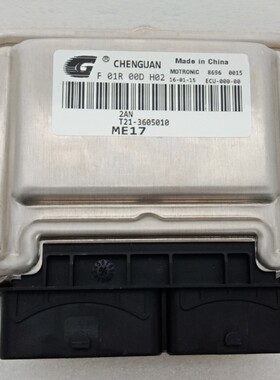 G ® CHENGUAN Made in China
F 01R 00D H02 MOTRONIC 8696 0015
16-01-15 ECU-000-00
2AN
T21-3605010
ME17